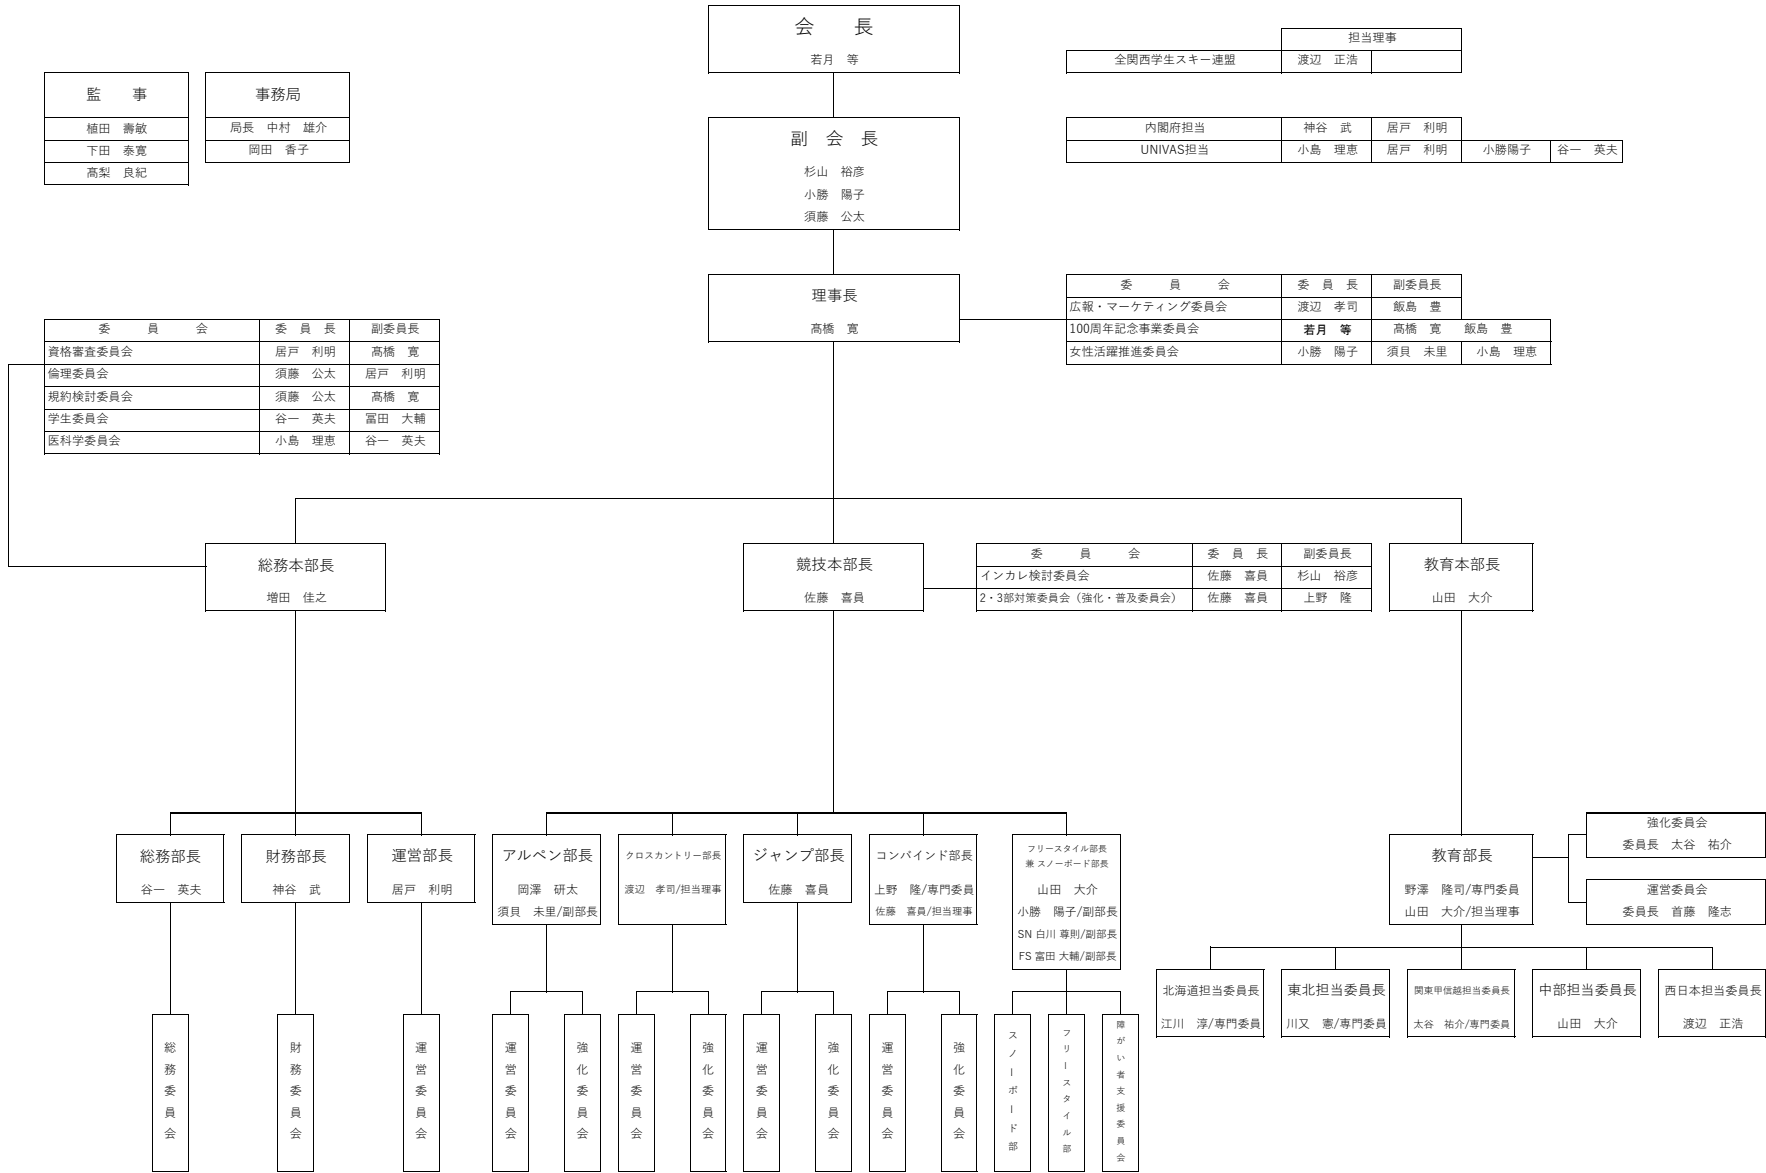 会　長
若月　等
担当理事
全関西学生スキー連盟　渡辺　正浩
監　事
植田　壽敏
下田　泰寛
髙梨　良紀
事務局
局長　中村　雄介
岡田　香子
副　会　長
杉山　裕彦
小勝　陽子
須藤　公太
内閣府担当　神谷　武　居戸　利明
UNIVAS担当　小島　理恵　居戸　利明　小勝陽子　谷一　英夫
理事長
髙橋　寛
委　員　会　委　員　長　副委員長
広報・マーケティング委員会　渡辺　孝司　飯島　豊
100周年記念事業委員会　若月　等　髙橋　寛　飯島　豊
女性活躍推進委員会　小勝　陽子　須貝　未里　小島　理恵
委　員　会　委　員　長　副委員長
資格審査委員会　居戸　利明　髙橋　寛
倫理委員会　須藤　公太　居戸　利明
規約検討委員会　須藤　公太　髙橋　寛
学生委員会　谷一　英夫　冨田　大輔
医科学委員会　小島　理恵　谷一　英夫
総務本部長
増田　佳之
競技本部長
佐藤　喜員
委　員　会　委　員　長　副委員長
インカレ検討委員会　佐藤　喜員　杉山　裕彦
2・3部対策委員会（強化・普及委員会）　佐藤　喜員　上野　隆
教育本部長
山田　大介
総務部長
谷一　英夫
財務部長
神谷　武
運営部長
居戸　利明
アルペン部長
岡澤　研太
須貝　未里/副部長
クロスカントリー部長
渡辺　孝司/担当理事
ジャンプ部長
佐藤　喜員
コンバインド部長
上野　隆/専門委員
佐藤　喜員/担当理事
フリースタイル部長
兼 スノーボード部長
山田　大介
小勝　陽子/副部長
SN 白川 尊則/副部長
FS 富田 大輔/副部長
教育部長
野澤　隆司/専門委員
山田　大介/担当理事
強化委員会
委員長　太谷　祐介
運営委員会
委員長　首藤　隆志
北海道担当委員長
江川　淳/専門委員
東北担当委員長
川又　憲/専門委員
関東甲信越担当委員長
太谷　祐介/専門委員
中部担当委員長
山田　大介
西日本担当委員長
渡辺　正浩
総務委員会
財務委員会
運営委員会
運営委員会
強化委員会
運営委員会
強化委員会
運営委員会
強化委員会
運営委員会
強化委員会
スノーボード部
フリースタイル部
障がい者支援委員会